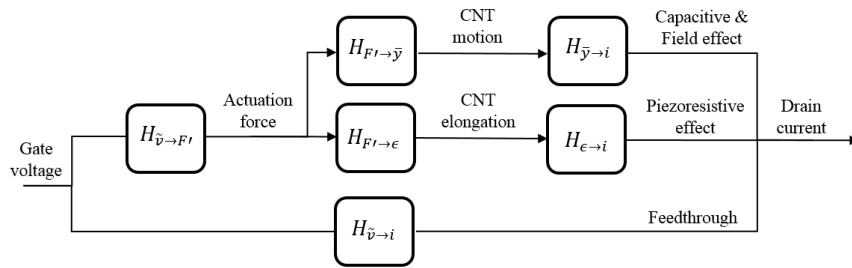 CNT
motion
Capacitive &
Field effect
H_{F′→ȳ}
H_{ȳ→i}
Actuation
force
CNT
elongation
Piezoresistive
effect
Drain
current
H_{ṽ→F′}
H_{F′→ϵ}
H_{ϵ→i}
Gate
voltage
H_{ṽ→i}
Feedthrough